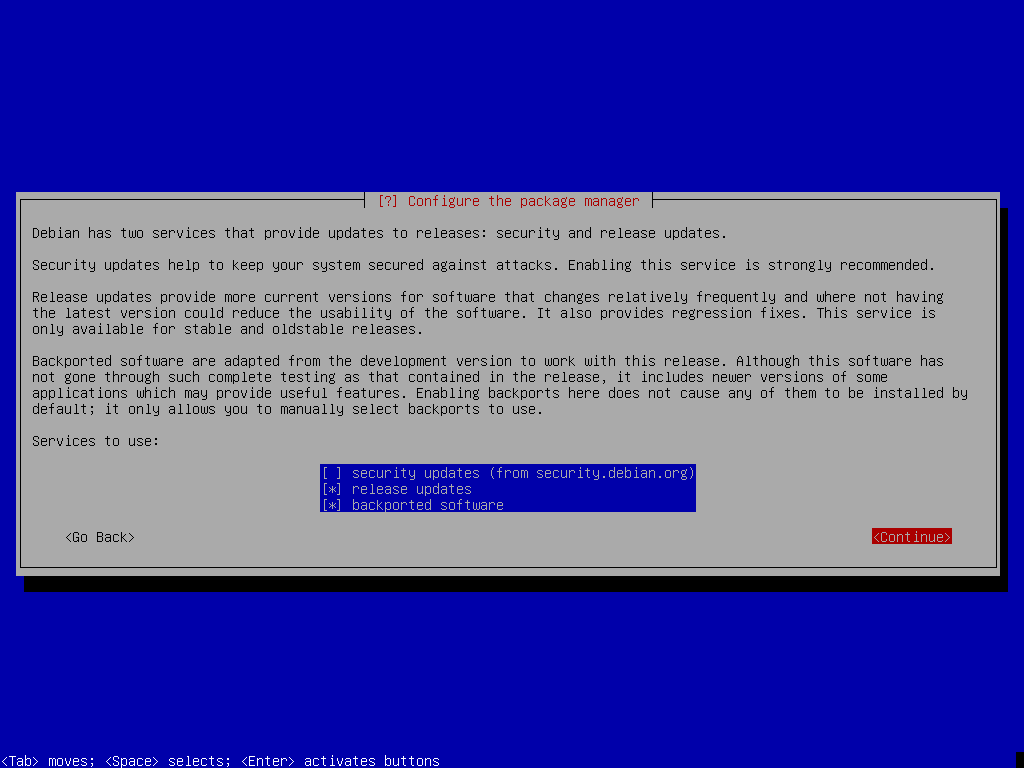 [?] Configure the package manager
Debian has two services that provide updates to releases: security and release updates.
Security updates help to keep your system secured against attacks. Enabling this service is strongly recommended.
Release updates provide more current versions for software that changes relatively frequently and where not having
the latest version could reduce the usability of the software. It also provides regression fixes. This service is
only available for stable and oldstable releases.
Backported software are adapted from the development version to work with this release. Although this software has
not gone through such complete testing as that contained in the release, it includes newer versions of some
applications which may provide useful features. Enabling backports here does not cause any of them to be installed by
default; it only allows you to manually select backports to use.
Services to use:
[ ] security updates (from security.debian.org)
[*] release updates
[*] backported software
<Go Back> <Continue>
<Tab> moves; <Space> selects; <Enter> activates buttons